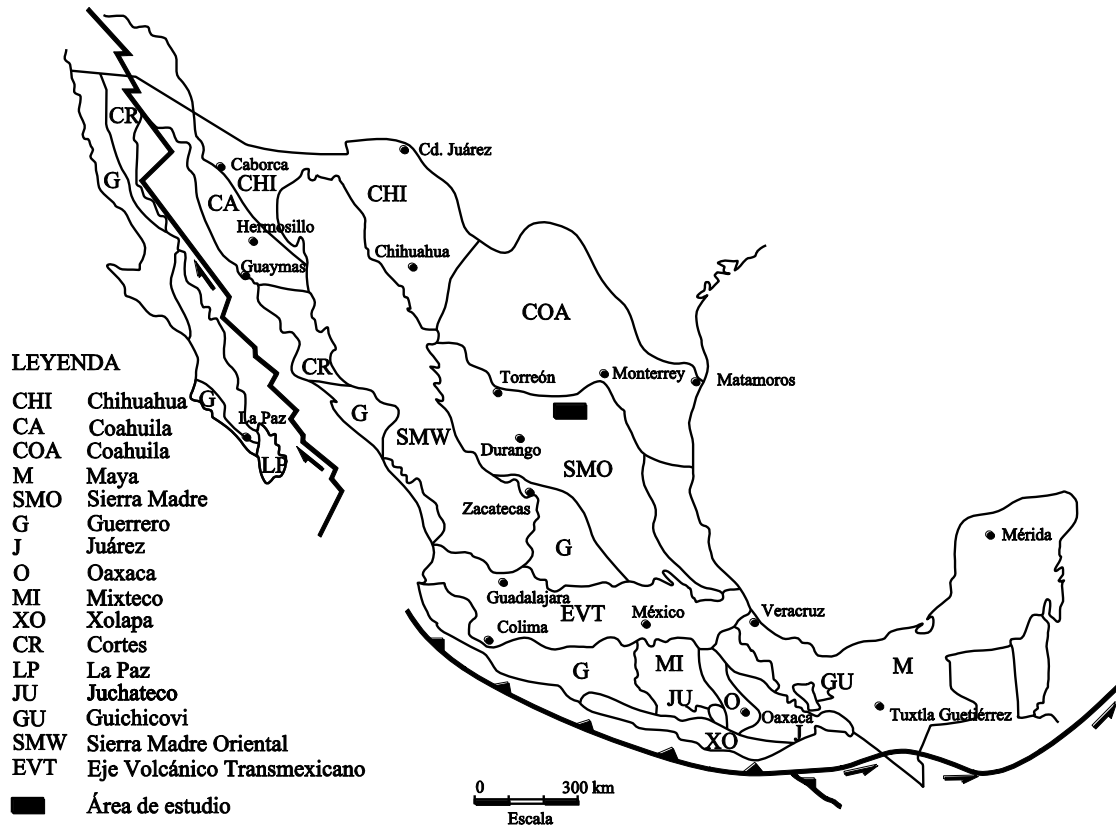 CR
Cd. Juárez
Caborca
CHI
G
CHI
CA
Hermosillo
Chihuahua
Guaymas
COA
LEYENDA
CR
Torreón
Monterrey
Matamoros
CHI Chihuahua
G
G
La Paz
CA Coahuila
SMW
COA Coahuila
Durango
LP
SMO
M Maya
SMO Sierra Madre
Zacatecas
G Guerrero
Mérida
J Juárez
G
O Oaxaca
Guadalajara
MI Mixteco
EVT
México
Veracruz
XO Xolapa
Colima
CR Cortes
G
MI
M
LP La Paz
GU
JU Juchateco
JU
O
Oaxaca
Tuxtla Guetiérrez
GU Guichicovi
J
XO
SMW Sierra Madre Oriental
EVT Eje Volcánico Transmexicano
0 300 km
Área de estudio
Escala